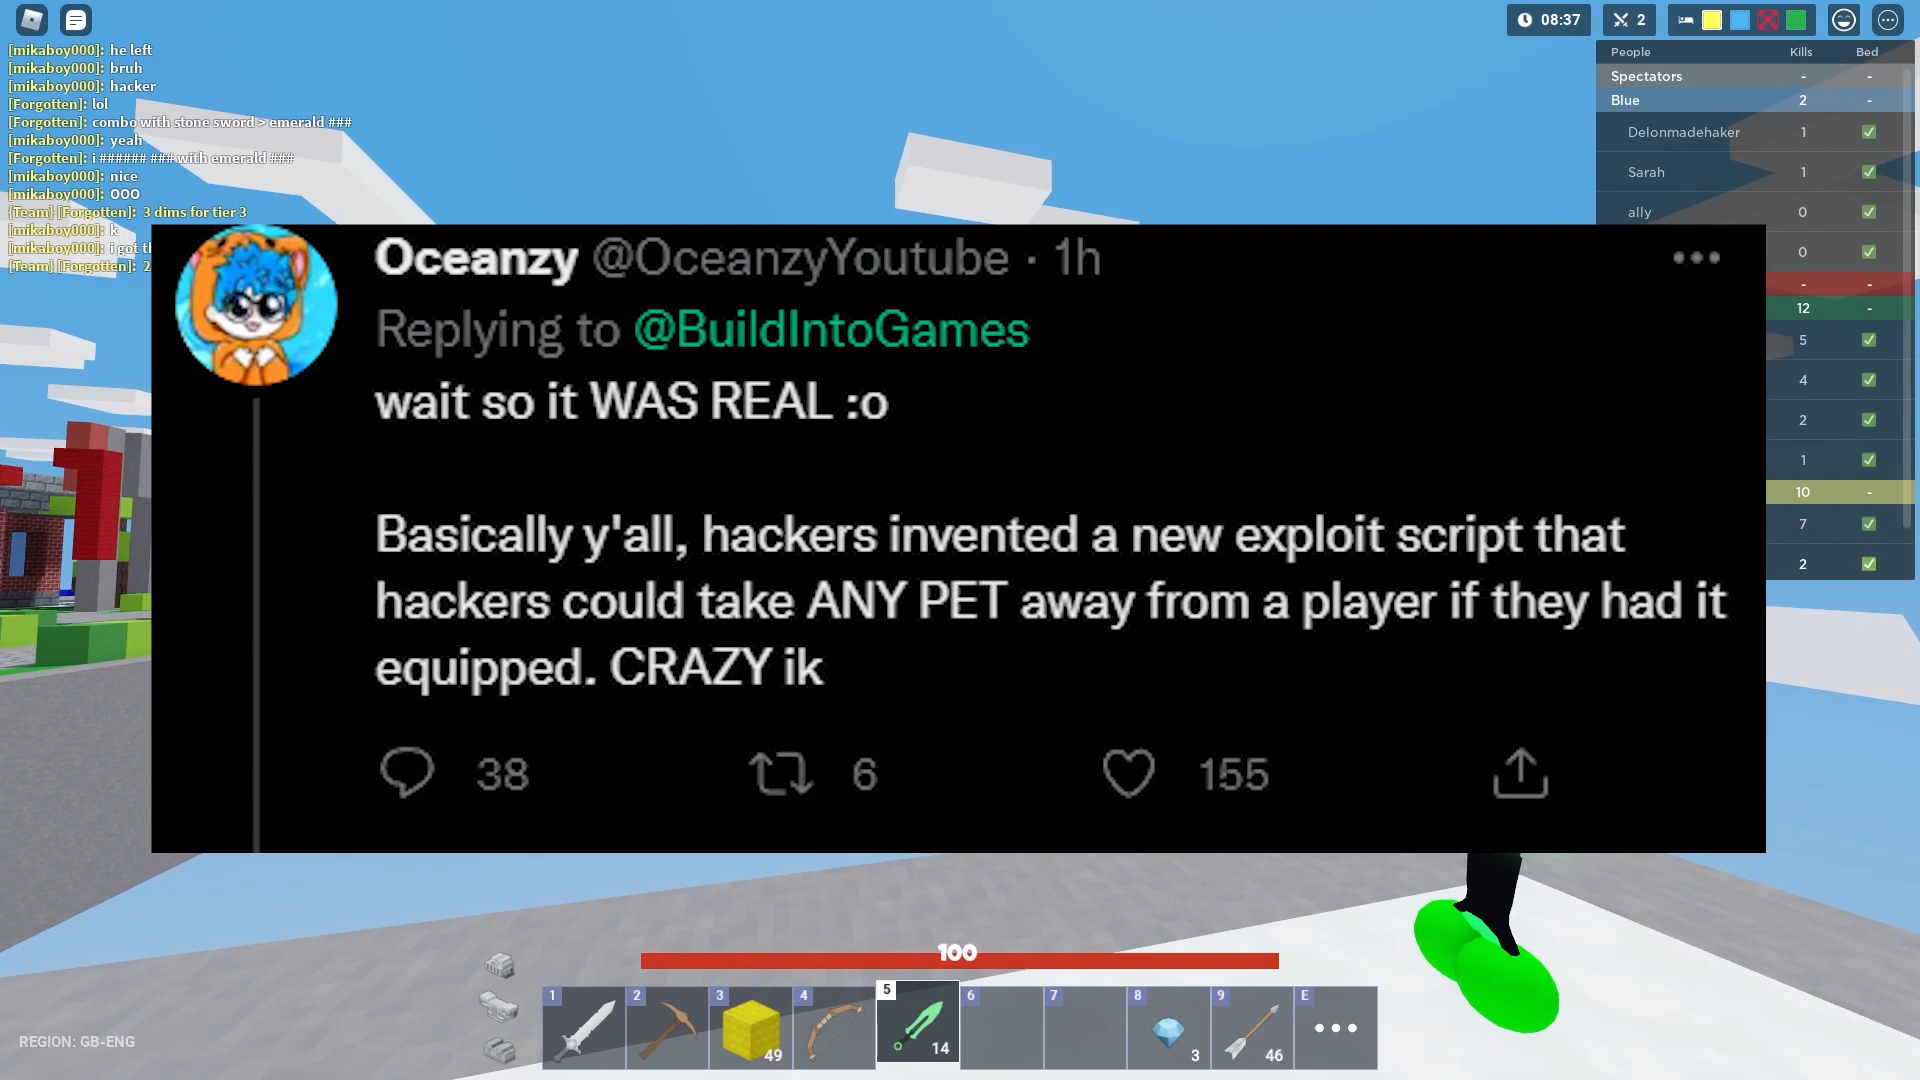 08:37
2
[mikaboy000]: he left
[mikaboy000]: bruh
[mikaboy000]: hacker
[Forgotten]: lol
[Forgotten]: combo with stone sword > emerald ###
[mikaboy000]: yeah
[Forgotten]: i ###### ### with emerald ###
[mikaboy000]: nice
[mikaboy000]: OOO
{Team} [Forgotten]: 3 dims for tier 3
[mikaboy000]: k
[mikaboy000]: i got
{Team} [Forgotten]: 2
People Kills Bed
Spectators - -
Blue 2 -
Delonmadehaker 1
Sarah 1
ally 0
0
- -
12 -
5
4
2
1
10 -
7
2
Oceanzy @OceanzyYoutube · 1h
Replying to @BuildIntoGames
wait so it WAS REAL :o
Basically y'all, hackers invented a new exploit script that
hackers could take ANY PET away from a player if they had it
equipped. CRAZY ik
38 6 155
100
1 2 3 4 5 6 7 8 9 E
49 14 3 46
REGION: GB-ENG